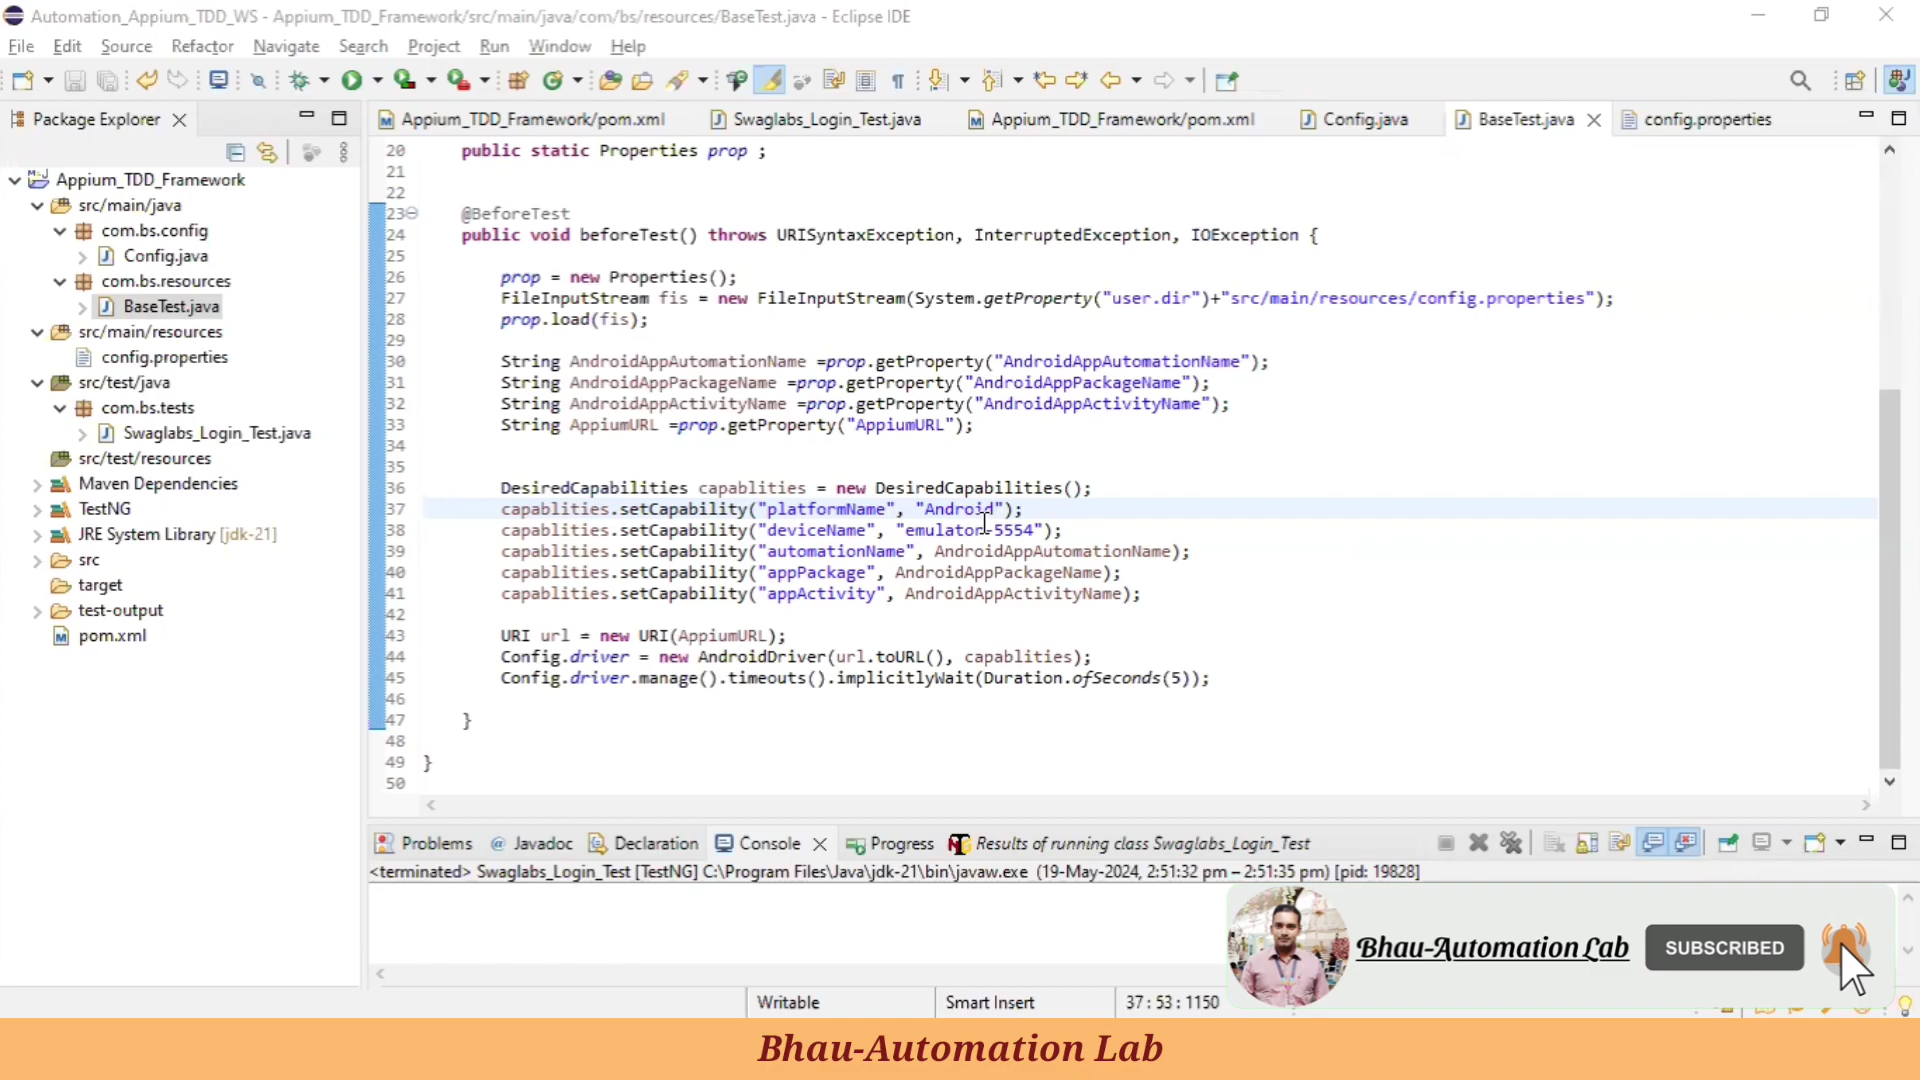 Automation_Appium_TDD_WS - Appium_TDD_Framework/src/main/java/com/bs/resources/BaseTest.java - Eclipse IDE
File Edit Source Refactor Navigate Search Project Run Window Help
Package Explorer
Appium_TDD_Framework
src/main/java
com.bs.config
Config.java
com.bs.resources
BaseTest.java
src/main/resources
config.properties
src/test/java
com.bs.tests
Swaglabs_Login_Test.java
src/test/resources
Maven Dependencies
TestNG
JRE System Library [jdk-21]
src
target
test-output
pom.xml
Appium_TDD_Framework/pom.xml Swaglabs_Login_Test.java Appium_TDD_Framework/pom.xml Config.java BaseTest.java config.properties
20 public static Properties prop ;
21
22
23 @BeforeTest
24 public void beforeTest() throws URISyntaxException, InterruptedException, IOException {
25
26 prop = new Properties();
27 FileInputStream fis = new FileInputStream(System.getProperty("user.dir")+"src/main/resources/config.properties");
28 prop.load(fis);
29
30 String AndroidAppAutomationName =prop.getProperty("AndroidAppAutomationName");
31 String AndroidAppPackageName =prop.getProperty("AndroidAppPackageName");
32 String AndroidAppActivityName =prop.getProperty("AndroidAppActivityName");
33 String AppiumURL =prop.getProperty("AppiumURL");
34
35
36 DesiredCapabilities capablities = new DesiredCapabilities();
37 capablities.setCapability("platformName", "Android");
38 capablities.setCapability("deviceName", "emulator-5554");
39 capablities.setCapability("automationName", AndroidAppAutomationName);
40 capablities.setCapability("appPackage", AndroidAppPackageName);
41 capablities.setCapability("appActivity", AndroidAppActivityName);
42
43 URI url = new URI(AppiumURL);
44 Config.driver = new AndroidDriver(url.toURL(), capablities);
45 Config.driver.manage().timeouts().implicitlyWait(Duration.ofSeconds(5));
46
47 }
48
49 }
50
Problems Javadoc Declaration Console Progress Results of running class Swaglabs_Login_Test
<terminated> Swaglabs_Login_Test [TestNG] C:\Program Files\Java\jdk-21\bin\javaw.exe (19-May-2024, 2:51:32 pm – 2:51:35 pm) [pid: 19828]
Bhau-Automation Lab SUBSCRIBED
Writable Smart Insert 37 : 53 : 1150
Bhau-Automation Lab